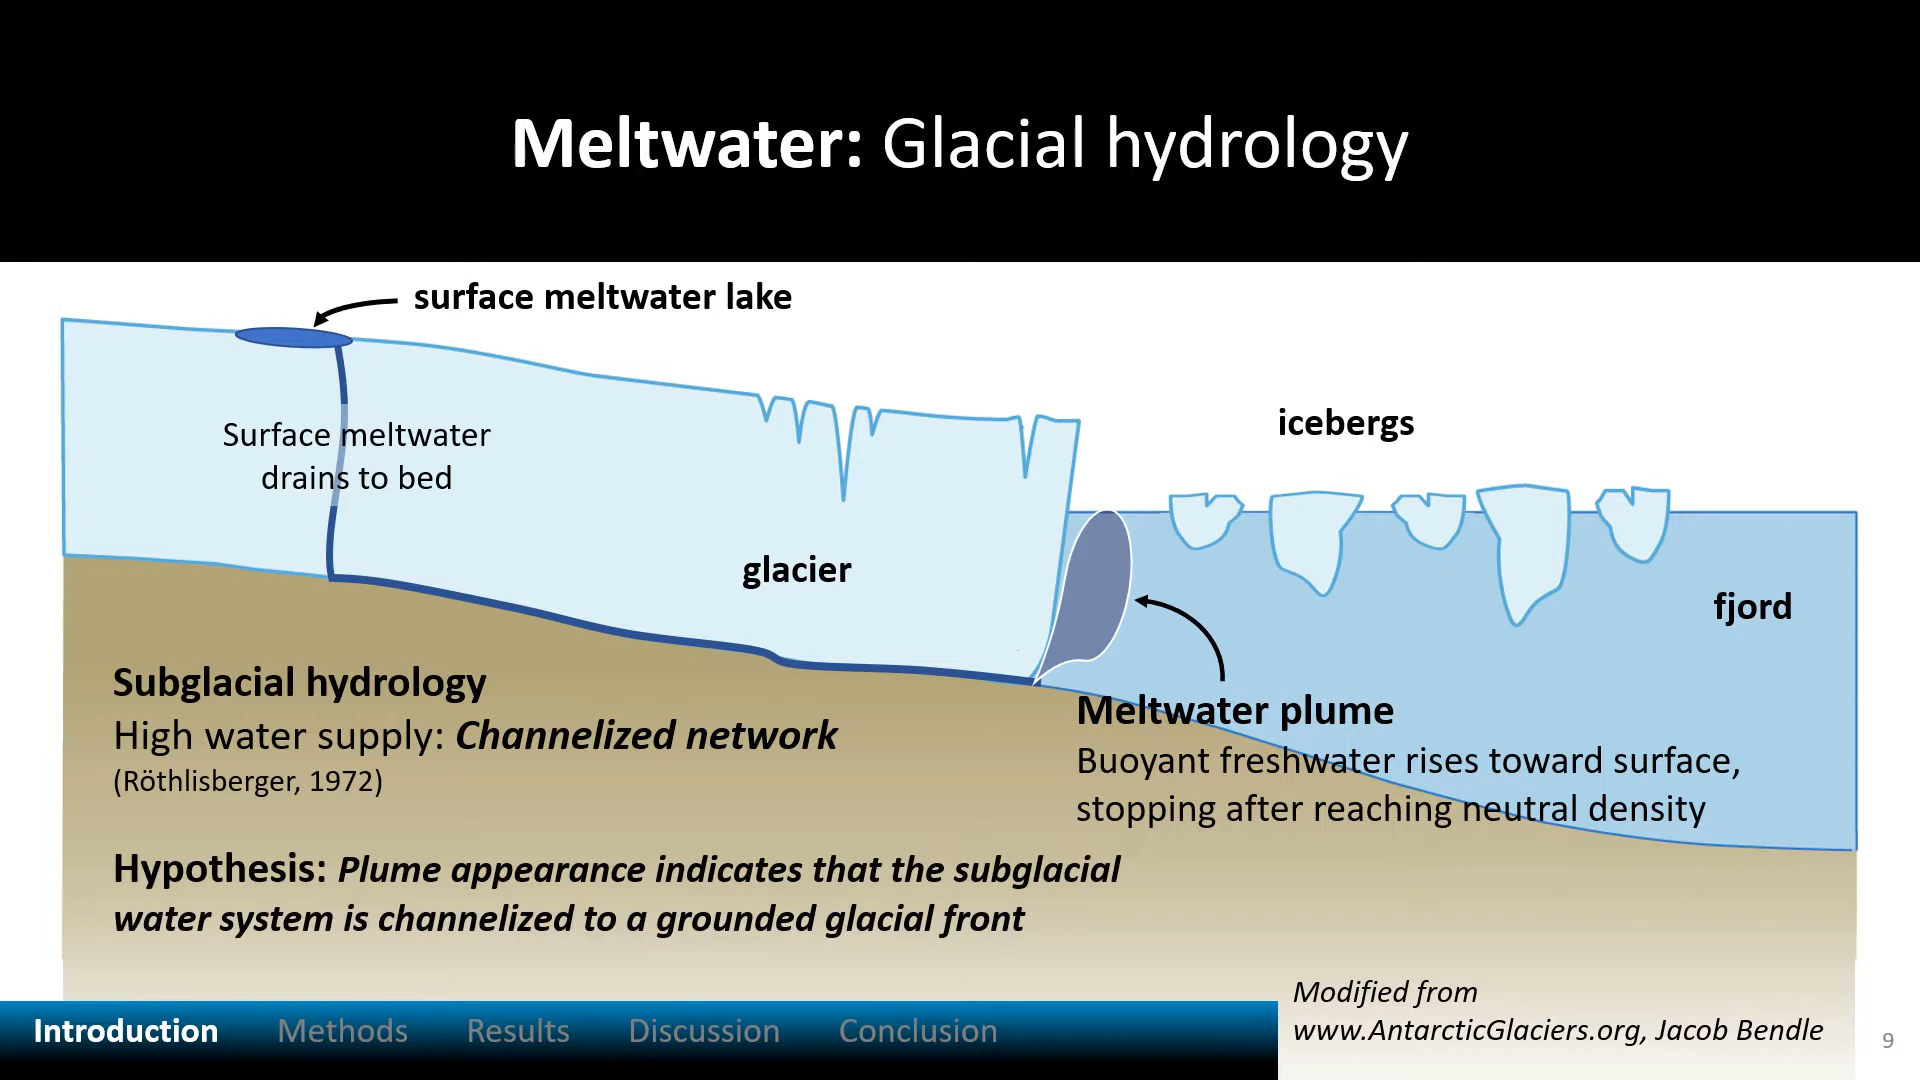 Meltwater: Glacial hydrology
surface meltwater lake
Surface meltwater
drains to bed
icebergs
glacier
fjord
Subglacial hydrology
High water supply: Channelized network
(Röthlisberger, 1972)
Meltwater plume
Buoyant freshwater rises toward surface,
stopping after reaching neutral density
Hypothesis: Plume appearance indicates that the subglacial
water system is channelized to a grounded glacial front
Modified from
www.AntarcticGlaciers.org, Jacob Bendle
Introduction Methods Results Discussion Conclusion
9